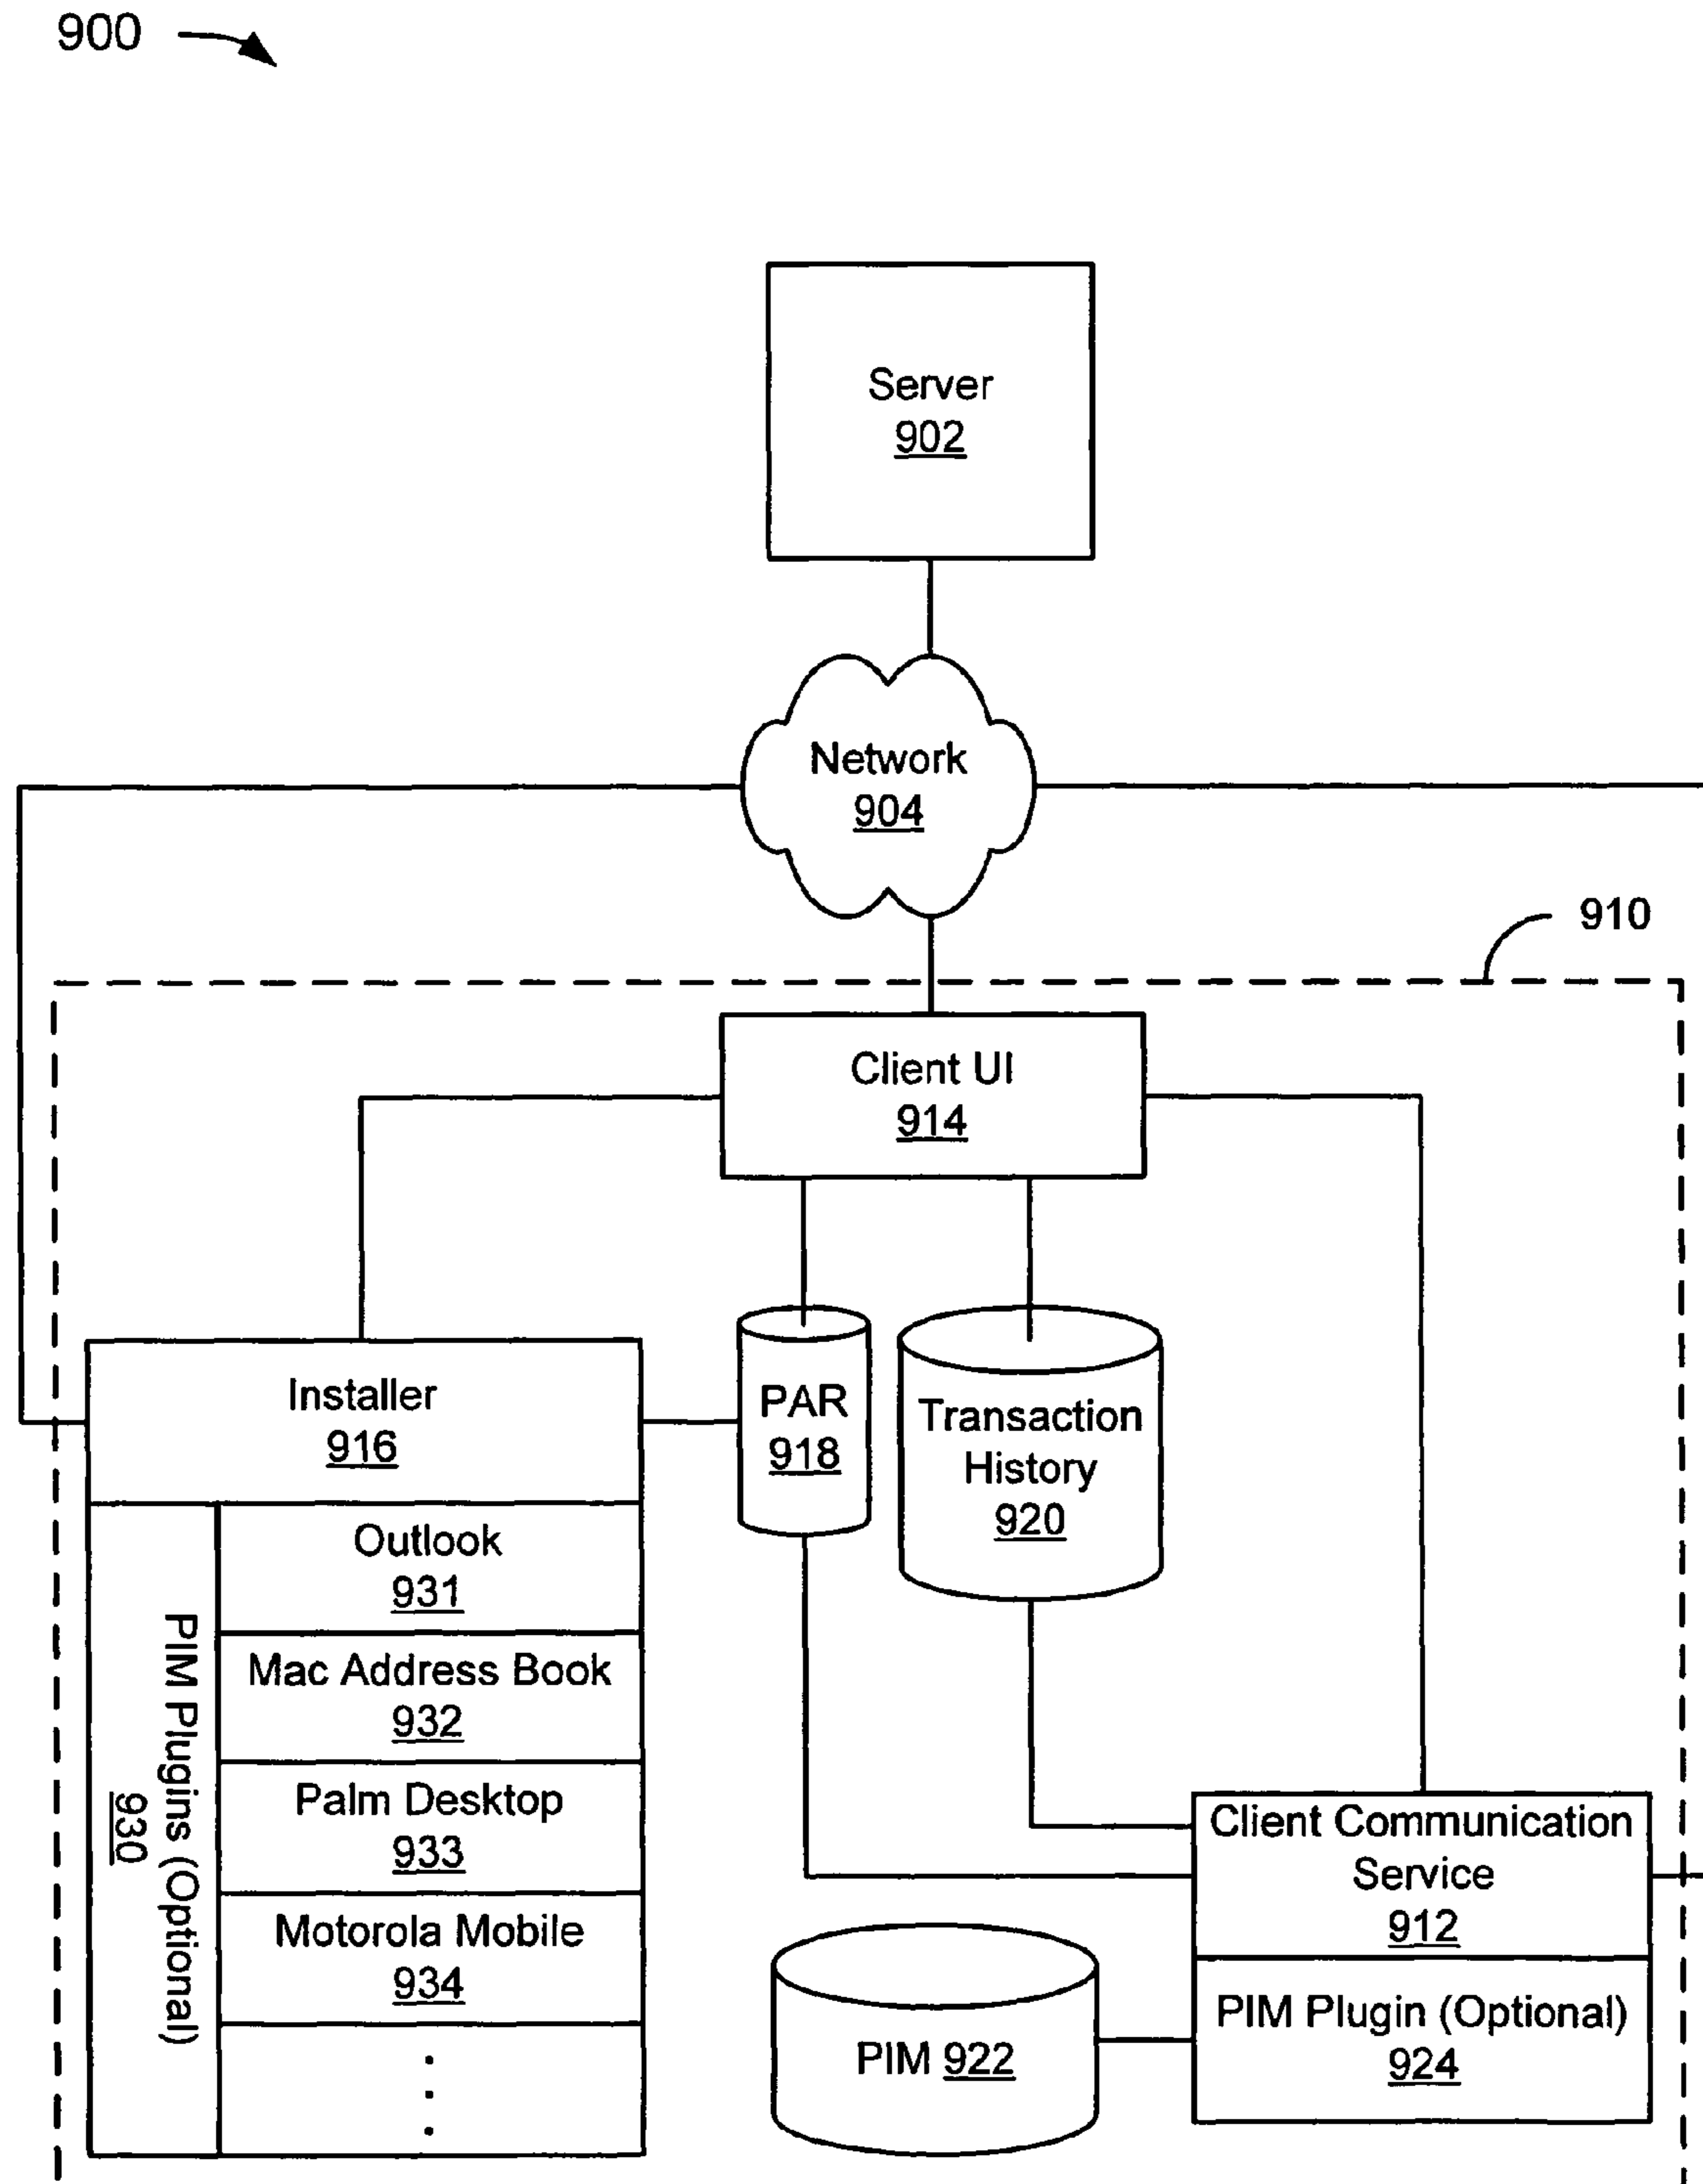 900
Server
902
Network
904
910
Client UI
914
Installer
916
PAR
918
Transaction
History
920
Outlook
931
Mac Address Book
932
Palm Desktop
933
Motorola Mobile
934
PIM Plugins (Optional)
930
Client Communication
Service
912
PIM Plugin (Optional)
924
PIM 922